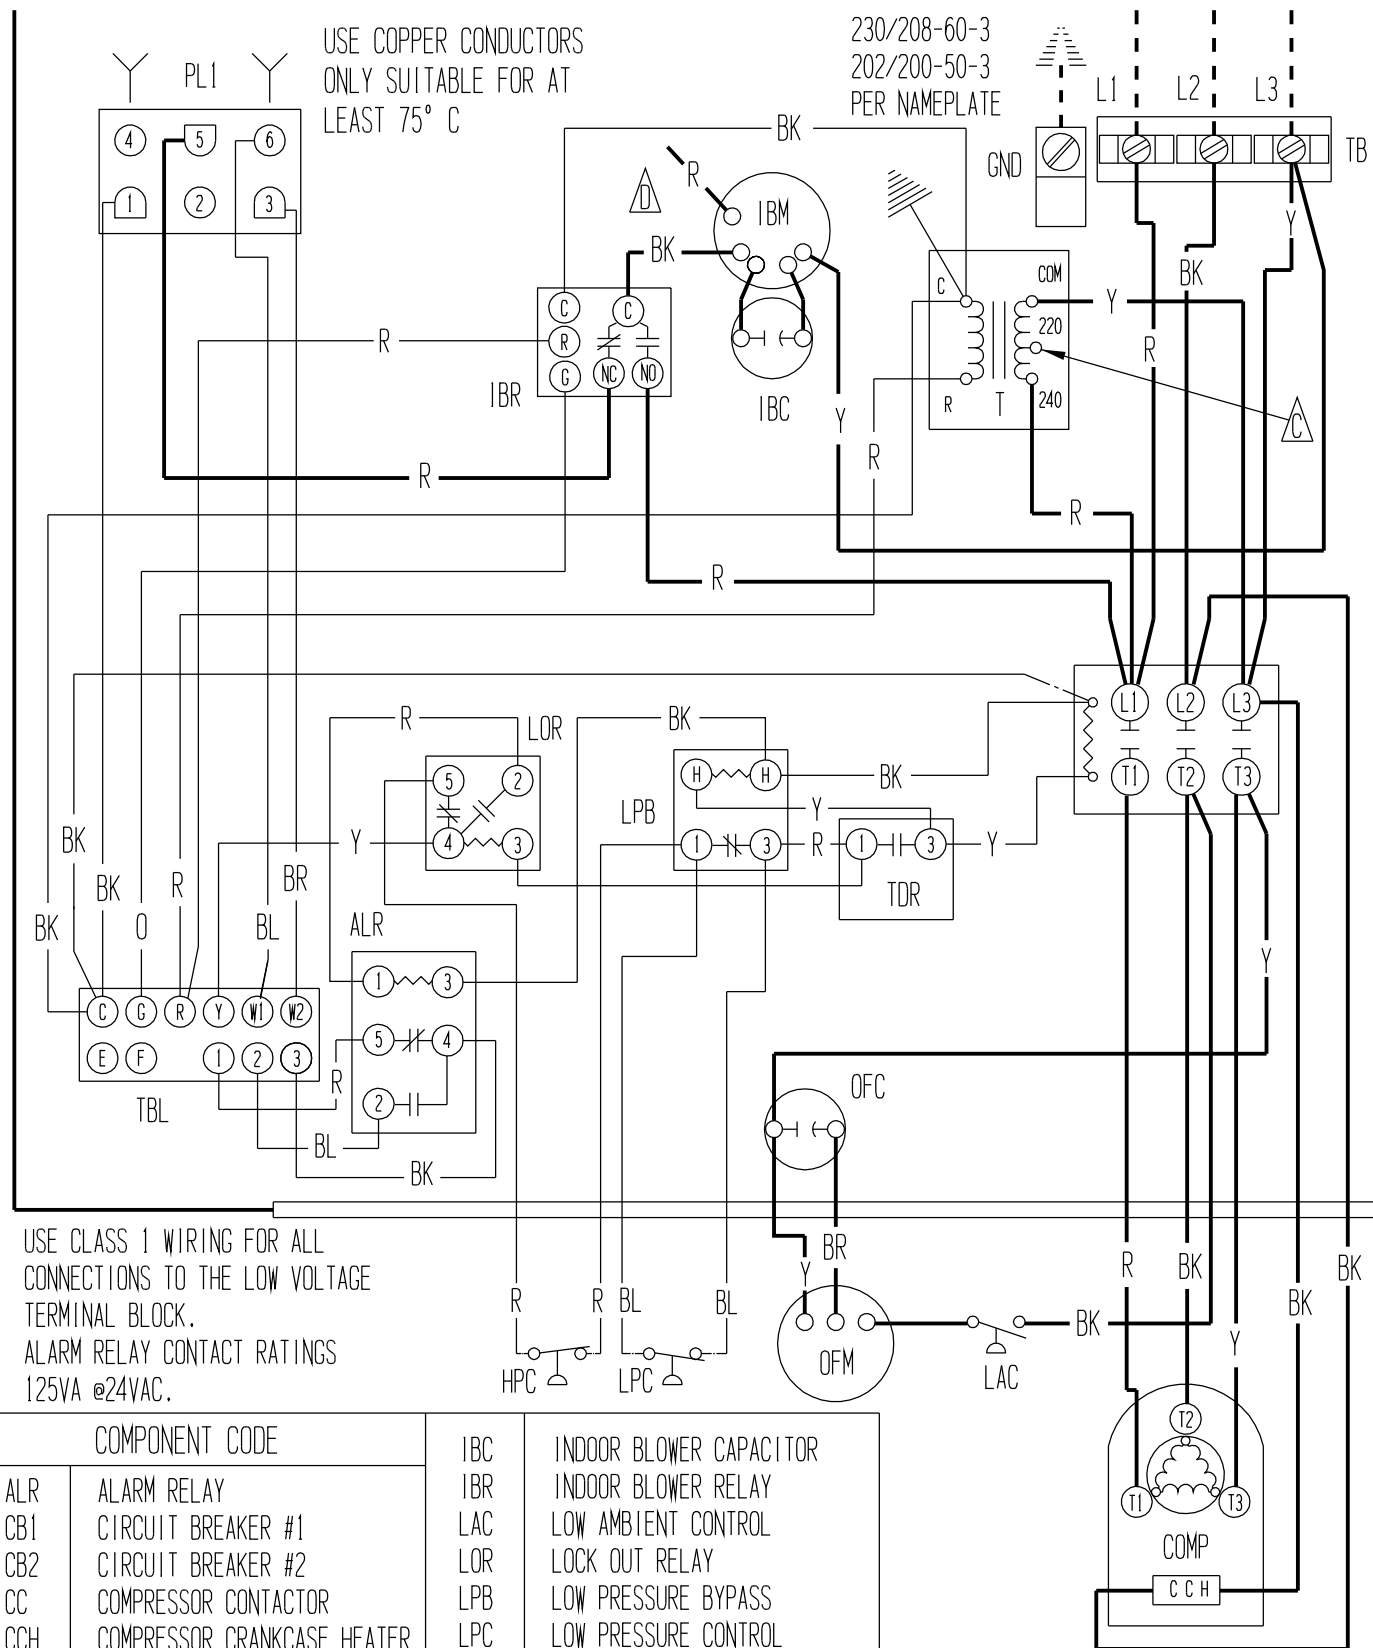 USE COPPER CONDUCTORS
ONLY SUITABLE FOR AT
LEAST 75° C
230/208-60-3
202/200-50-3
PER NAMEPLATE
PL1
4 5 6
1 2 3
L1 L2 L3
TB
GND
BK
D
R
IBM
BK
C
R
G
C
NC NO
IBR
R
IBC
C
COM
220
240
R
T
C
Y
R
BK
Y
Y
R
R
R
R
L1 L2 L3
T1 T2 T3
R
LOR
5 2
4 3
BK
H H
LPB
1 3
BK
Y
R
1 3
TDR
Y
Y
ALR
1 3
5 4
2
BK
BK
BK
O
R
BL
BR
C G R Y W1 W2
E F 1 2 3
TBL
R
BL
BK
Y
OFC
BR
Y
OFM
BK
LAC
R
R
BL
BL
HPC
LPC
R
BK
Y
BK
BK
T2
T1 T3
COMP
CCH
USE CLASS 1 WIRING FOR ALL
CONNECTIONS TO THE LOW VOLTAGE
TERMINAL BLOCK.
ALARM RELAY CONTACT RATINGS
125VA @24VAC.
COMPONENT CODE
ALR ALARM RELAY
CB1 CIRCUIT BREAKER #1
CB2 CIRCUIT BREAKER #2
CC COMPRESSOR CONTACTOR
CCH COMPRESSOR CRANKCASE HEATER
IBC INDOOR BLOWER CAPACITOR
IBR INDOOR BLOWER RELAY
LAC LOW AMBIENT CONTROL
LOR LOCK OUT RELAY
LPB LOW PRESSURE BYPASS
LPC LOW PRESSURE CONTROL